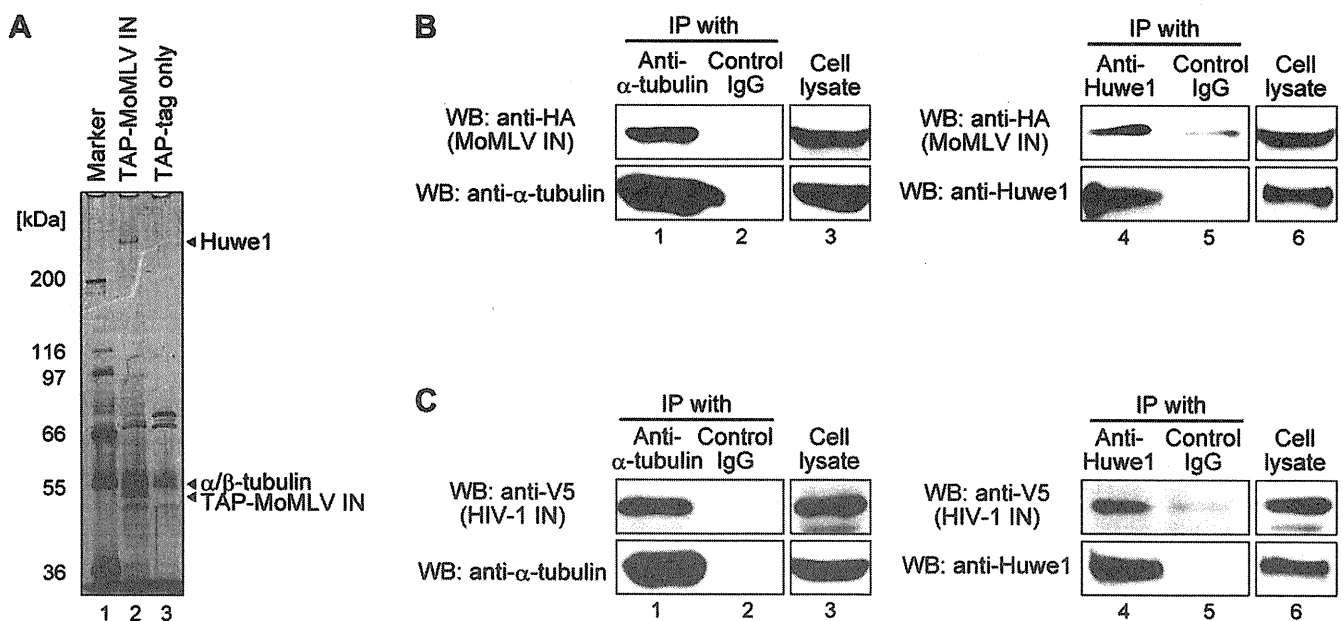 A
Marker
TAP-MoMLV IN
TAP-tag only
[kDa]
200
116
97
66
55
36
Huwe1
α/β-tubulin
TAP-MoMLV IN
1 2 3
B
IP with
Anti-α-tubulin Control IgG Cell lysate
WB: anti-HA
(MoMLV IN)
WB: anti-α-tubulin
1 2 3
IP with
Anti-Huwe1 Control IgG Cell lysate
WB: anti-HA
(MoMLV IN)
WB: anti-Huwe1
4 5 6
C
IP with
Anti-α-tubulin Control IgG Cell lysate
WB: anti-V5
(HIV-1 IN)
WB: anti-α-tubulin
1 2 3
IP with
Anti-Huwe1 Control IgG Cell lysate
WB: anti-V5
(HIV-1 IN)
WB: anti-Huwe1
4 5 6